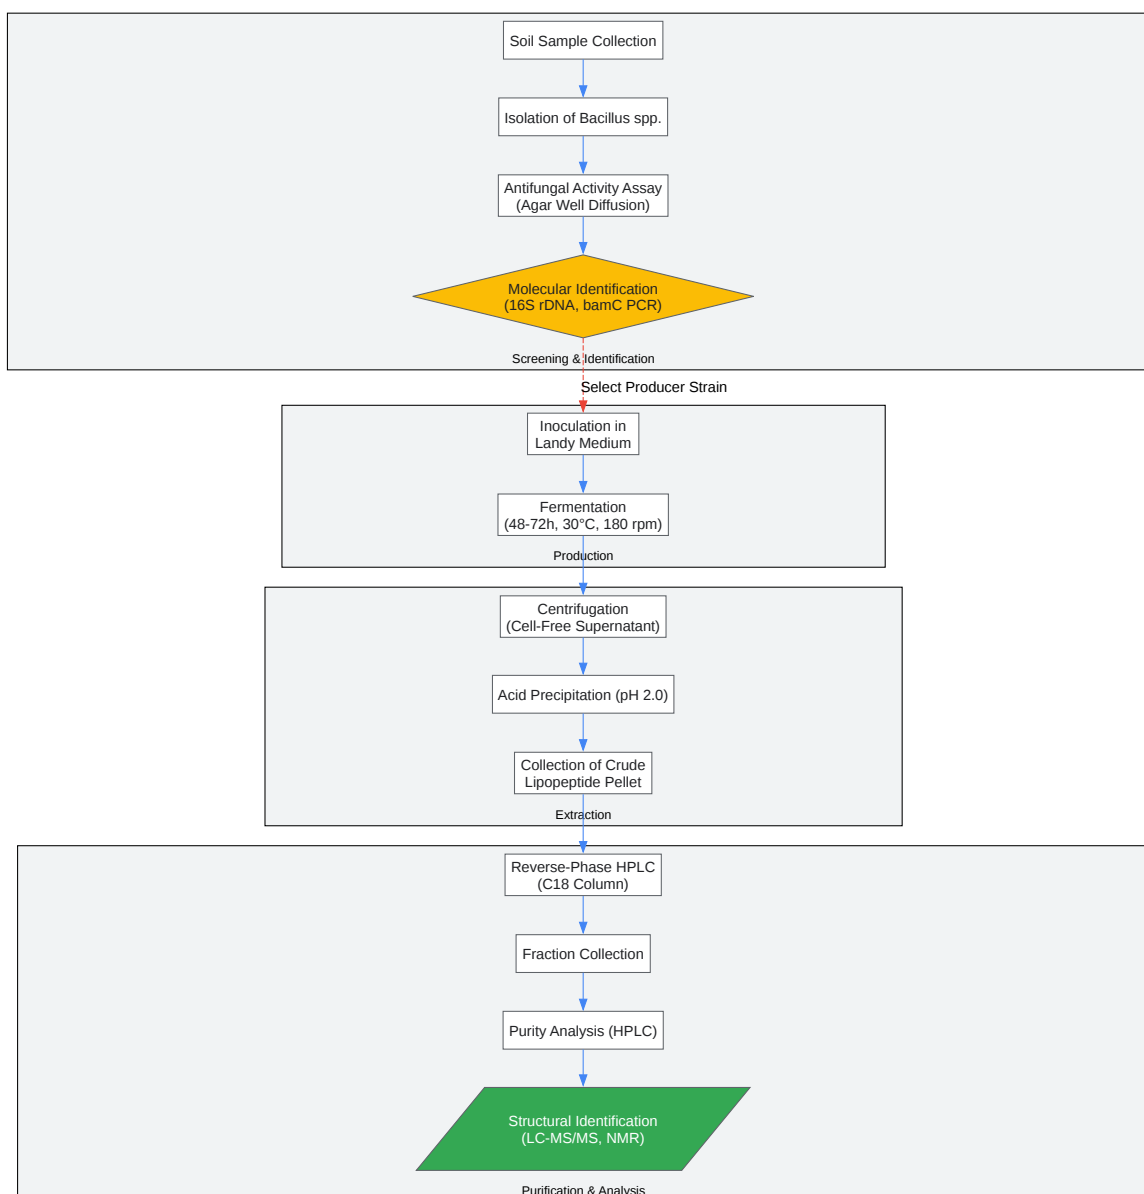 Soil Sample Collection
Isolation of Bacillus spp.
Antifungal Activity Assay
(Agar Well Diffusion)
Molecular Identification
(16S rDNA, bamC PCR)
Screening & Identification
Select Producer Strain
Inoculation in
Landy Medium
Fermentation
(48-72h, 30°C, 180 rpm)
Production
Centrifugation
(Cell-Free Supernatant)
Acid Precipitation (pH 2.0)
Collection of Crude
Lipopeptide Pellet
Extraction
Reverse-Phase HPLC
(C18 Column)
Fraction Collection
Purity Analysis (HPLC)
Structural Identification
(LC-MS/MS, NMR)
Purification & Analysis